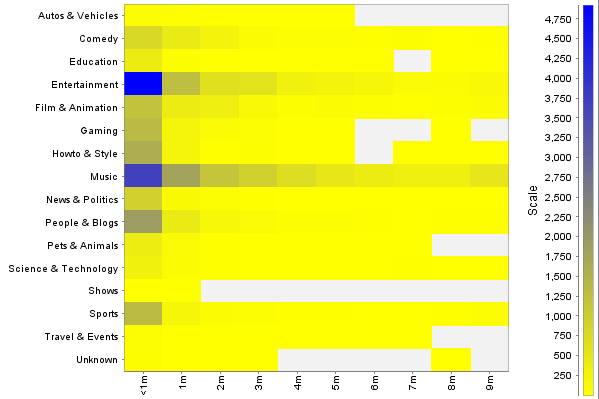 Autos & Vehicles
Comedy
Education
Entertainment
Film & Animation
Gaming
Howto & Style
Music
News & Politics
People & Blogs
Pets & Animals
Science & Technology
Shows
Sports
Travel & Events
Unknown
<1m 1m 2m 3m 4m 5m 6m 7m 8m 9m
Scale
4,750
4,500
4,250
4,000
3,750
3,500
3,250
3,000
2,750
2,500
2,250
2,000
1,750
1,500
1,250
1,000
750
500
250